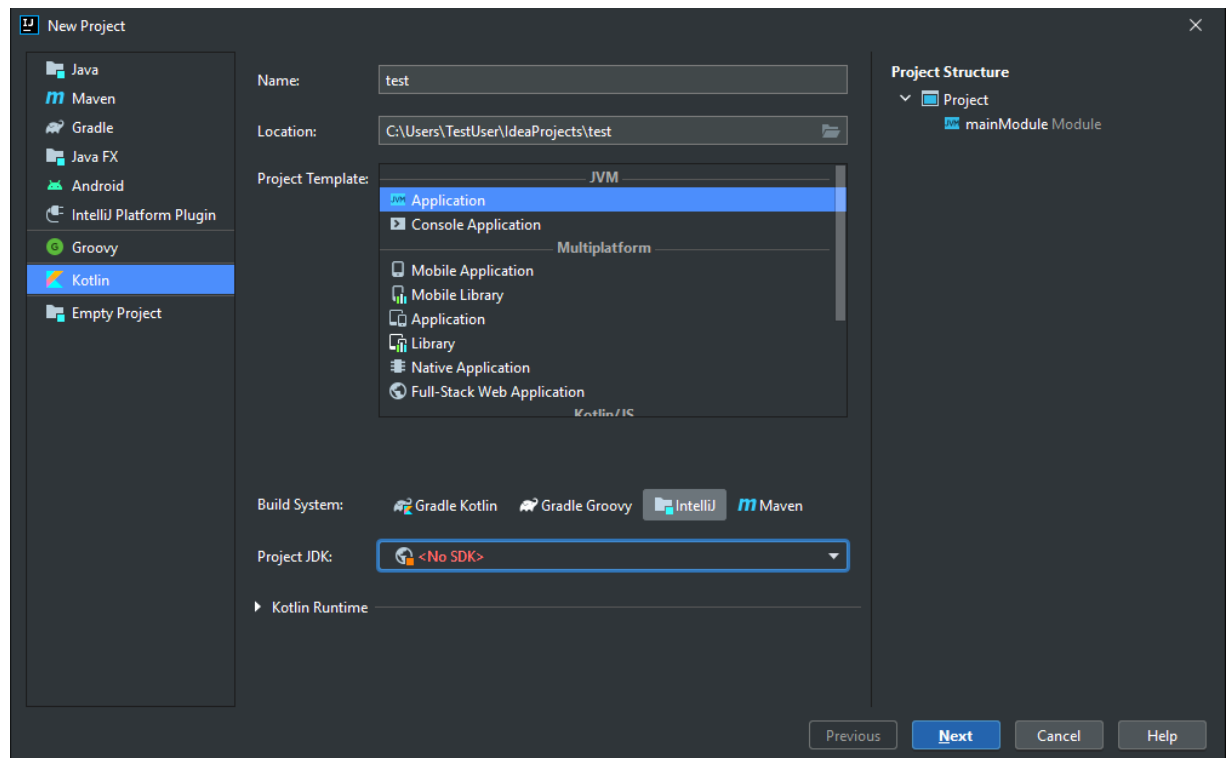 New Project
Java
Maven
Gradle
Java FX
Android
IntelliJ Platform Plugin
Groovy
Kotlin
Empty Project
Name: test
Location: C:\Users\TestUser\IdeaProjects\test
Project Template:
JVM
Application
Console Application
Multiplatform
Mobile Application
Mobile Library
Application
Library
Native Application
Full-Stack Web Application
Kotlin/JS
Build System: Gradle Kotlin Gradle Groovy IntelliJ Maven
Project JDK: <No SDK>
Kotlin Runtime
Project Structure
Project
JVM mainModule Module
Previous Next Cancel Help